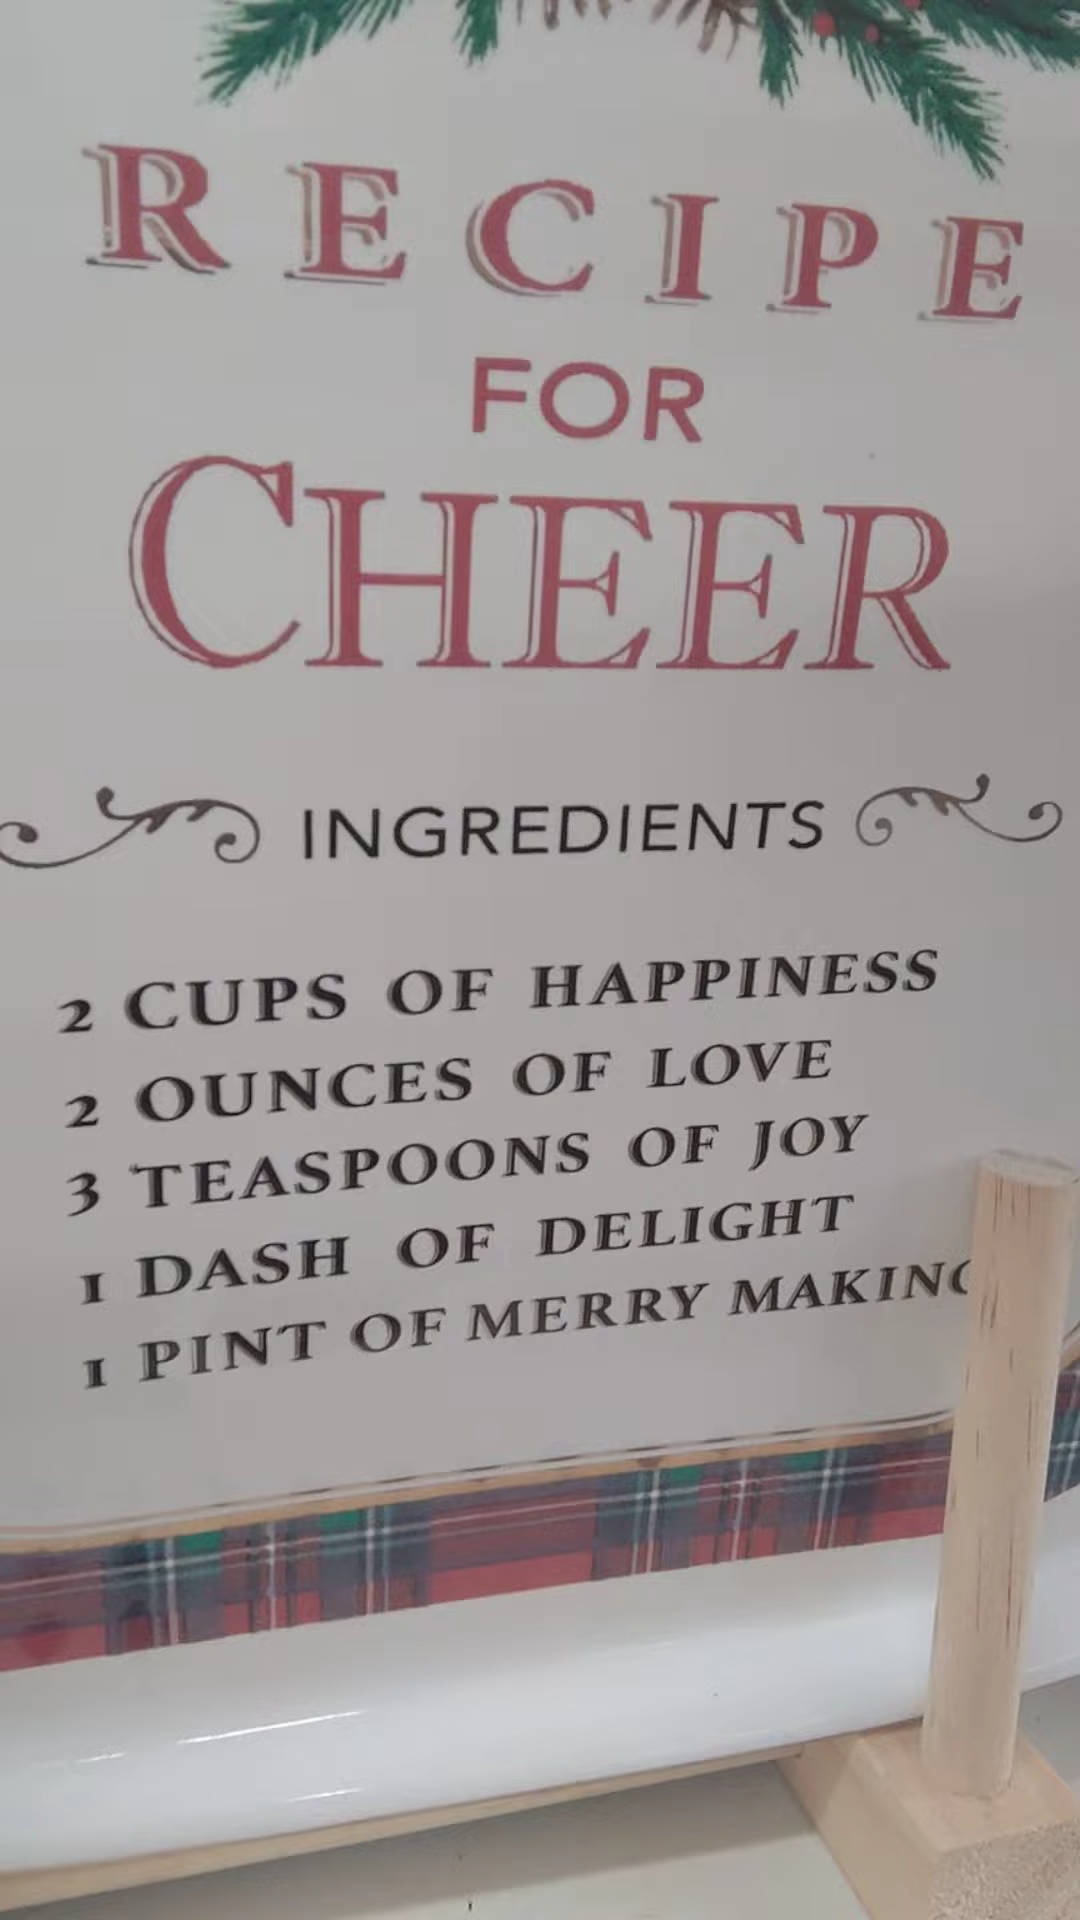 RECIPE
FOR
CHEER
INGREDIENTS
2 CUPS OF HAPPINESS
2 OUNCES OF LOVE
3 TEASPOONS OF JOY
1 DASH OF DELIGHT
1 PINT OF MERRY MAKING